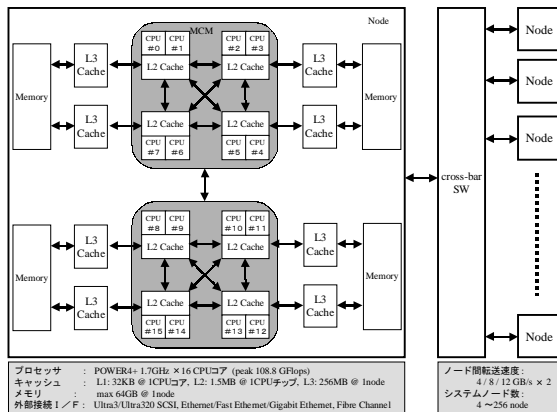 Node
MCM
CPU #0
CPU #1
CPU #2
CPU #3
L2 Cache
L2 Cache
L3 Cache
L3 Cache
Memory
Memory
L3 Cache
L3 Cache
L2 Cache
L2 Cache
CPU #7
CPU #6
CPU #5
CPU #4
CPU #8
CPU #9
CPU #10
CPU #11
L2 Cache
L2 Cache
L3 Cache
L3 Cache
Memory
Memory
L3 Cache
L3 Cache
L2 Cache
L2 Cache
CPU #15
CPU #14
CPU #13
CPU #12
cross-bar SW
Node
Node
Node
Node
プロセッサ : POWER4+ 1.7GHz ×16 CPUコア (peak 108.8 GFlops)
キャッシュ : L1: 32KB @ 1CPUコア, L2: 1.5MB @ 1CPUチップ, L3: 256MB @ 1node
メモリ : max 64GB @ 1node
外部接続 I/F : Ultra3/Ultra320 SCSI, Ethernet/Fast Ethernet/Gigabit Ethernet, Fibre Channel
ノード間転送速度:
4 / 8 / 12 GB/s × 2
システムノード数:
4 ~256 node